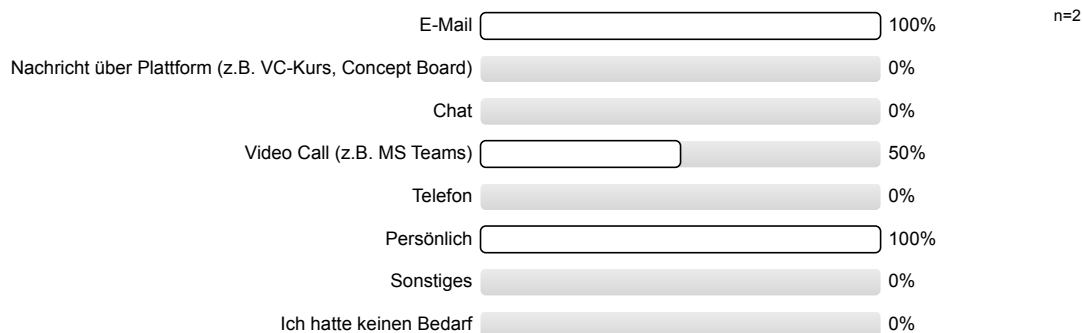 E-Mail 100% n=2
Nachricht über Plattform (z.B. VC-Kurs, Concept Board) 0%
Chat 0%
Video Call (z.B. MS Teams) 50%
Telefon 0%
Persönlich 100%
Sonstiges 0%
Ich hatte keinen Bedarf 0%